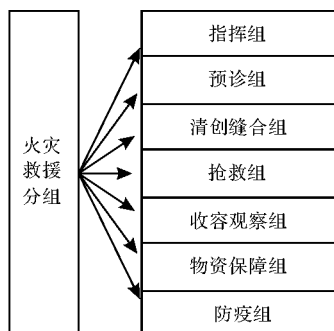 火灾
救援
分组
指挥组
预诊组
清创缝合组
抢救组
收容观察组
物资保障组
防疫组